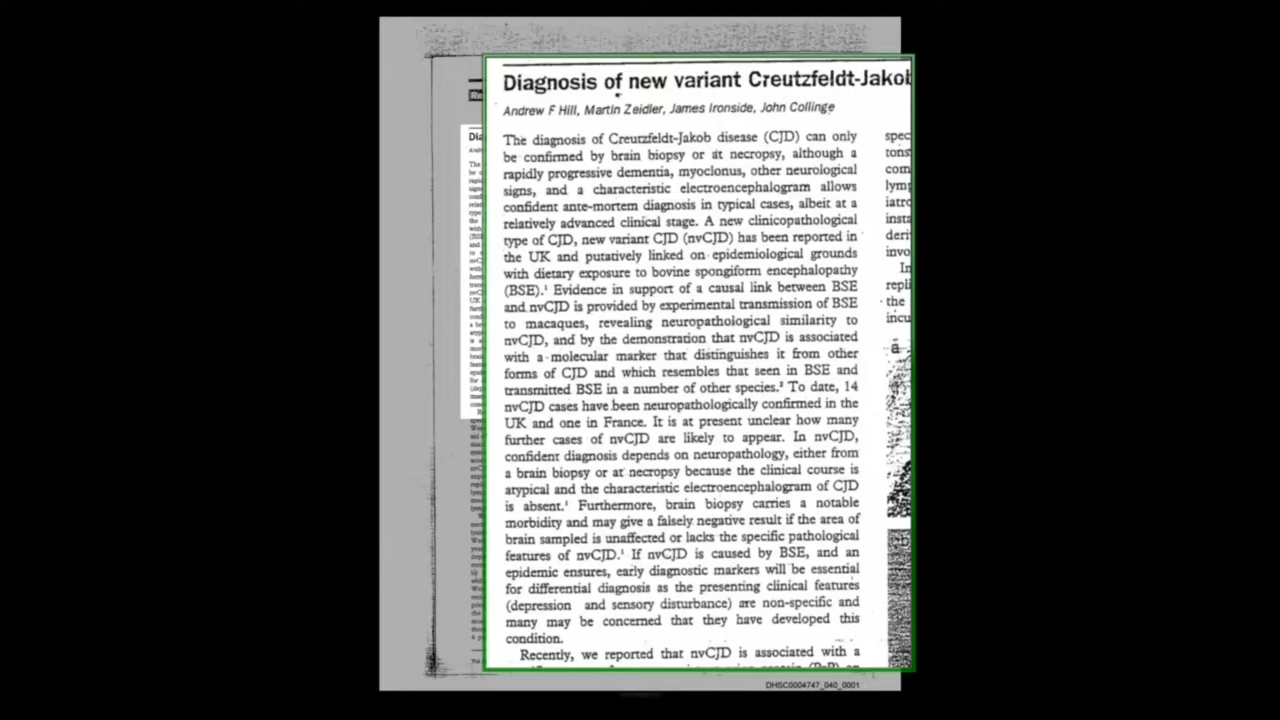 Diagnosis of new variant Creutzfeldt-Jakob
Andrew F Hill, Martin Zeidler, James Ironside, John Collinge
The diagnosis of Creutzfeldt-Jakob disease (CJD) can only
be confirmed by brain biopsy or at necropsy, although a
rapidly progressive dementia, myoclonus, other neurological
signs, and a characteristic electroencephalogram allows
confident ante-mortem diagnosis in typical cases, albeit at a
relatively advanced clinical stage. A new clinicopathological
type of CJD, new variant CJD (nvCJD) has been reported in
the UK and putatively linked on epidemiological grounds
with dietary exposure to bovine spongiform encephalopathy
(BSE).¹ Evidence in support of a causal link between BSE
and nvCJD is provided by experimental transmission of BSE
to macaques, revealing neuropathological similarity to
nvCJD, and by the demonstration that nvCJD is associated
with a molecular marker that distinguishes it from other
forms of CJD and which resembles that seen in BSE and
transmitted BSE in a number of other species.² To date, 14
nvCJD cases have been neuropathologically confirmed in the
UK and one in France. It is at present unclear how many
further cases of nvCJD are likely to appear. In nvCJD,
confident diagnosis depends on neuropathology, either from
a brain biopsy or at necropsy because the clinical course is
atypical and the characteristic electroencephalogram of CJD
is absent.¹ Furthermore, brain biopsy carries a notable
morbidity and may give a falsely negative result if the area of
brain sampled is unaffected or lacks the specific pathological
features of nvCJD.¹ If nvCJD is caused by BSE, and an
epidemic ensures, early diagnostic markers will be essential
for differential diagnosis as the presenting clinical features
(depression and sensory disturbance) are non-specific and
many may be concerned that they have developed this
condition.
Recently, we reported that nvCJD is associated with a
spec
tons
com
lymp
iatro
insta
deri
invo
In
repli
the
incu
a
b
DHSC0004747_040_0001